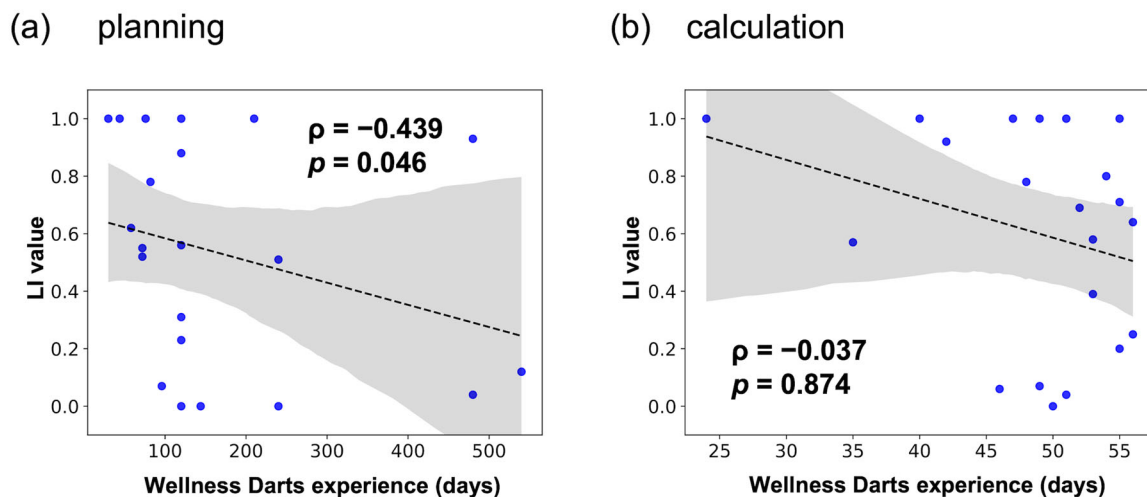 (a) planning
ρ = −0.439
p = 0.046
LI value
1.0
0.8
0.6
0.4
0.2
0.0
100 200 300 400 500
Wellness Darts experience (days)
(b) calculation
ρ = −0.037
p = 0.874
LI value
1.0
0.8
0.6
0.4
0.2
0.0
25 30 35 40 45 50 55
Wellness Darts experience (days)